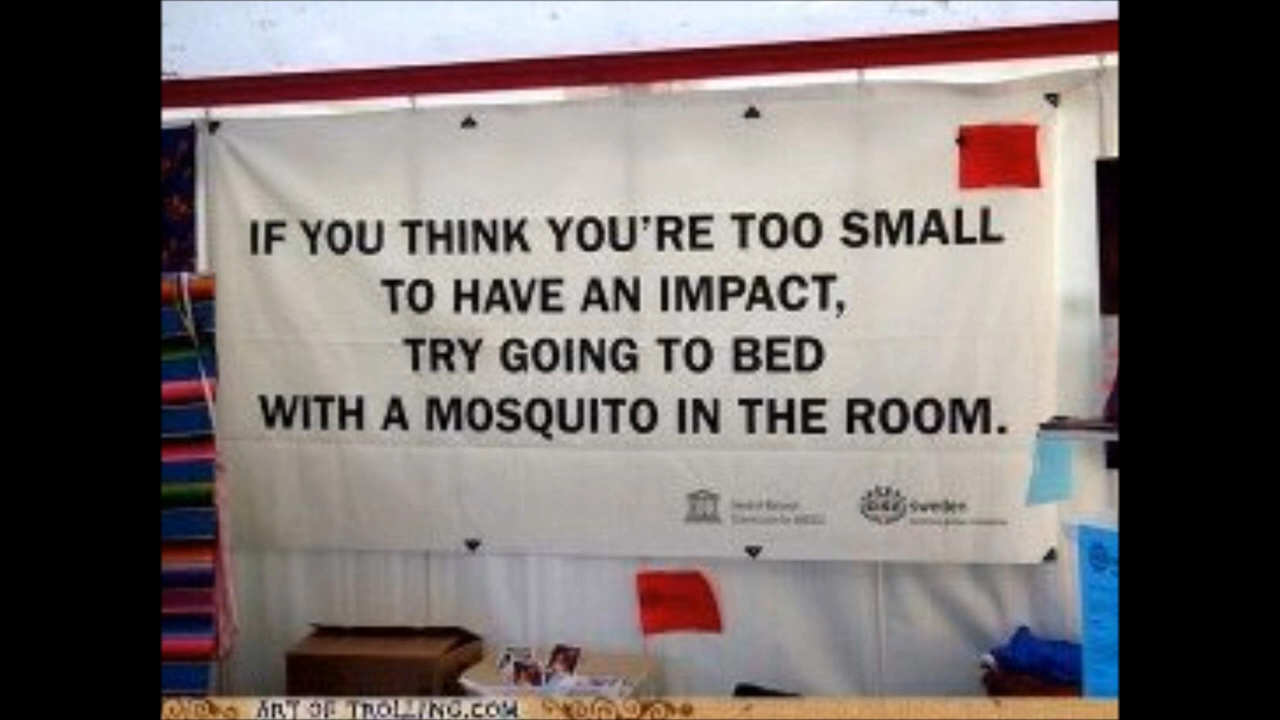 IF YOU THINK YOU'RE TOO SMALL
TO HAVE AN IMPACT,
TRY GOING TO BED
WITH A MOSQUITO IN THE ROOM.
sweden
ART OF TROLLING.COM